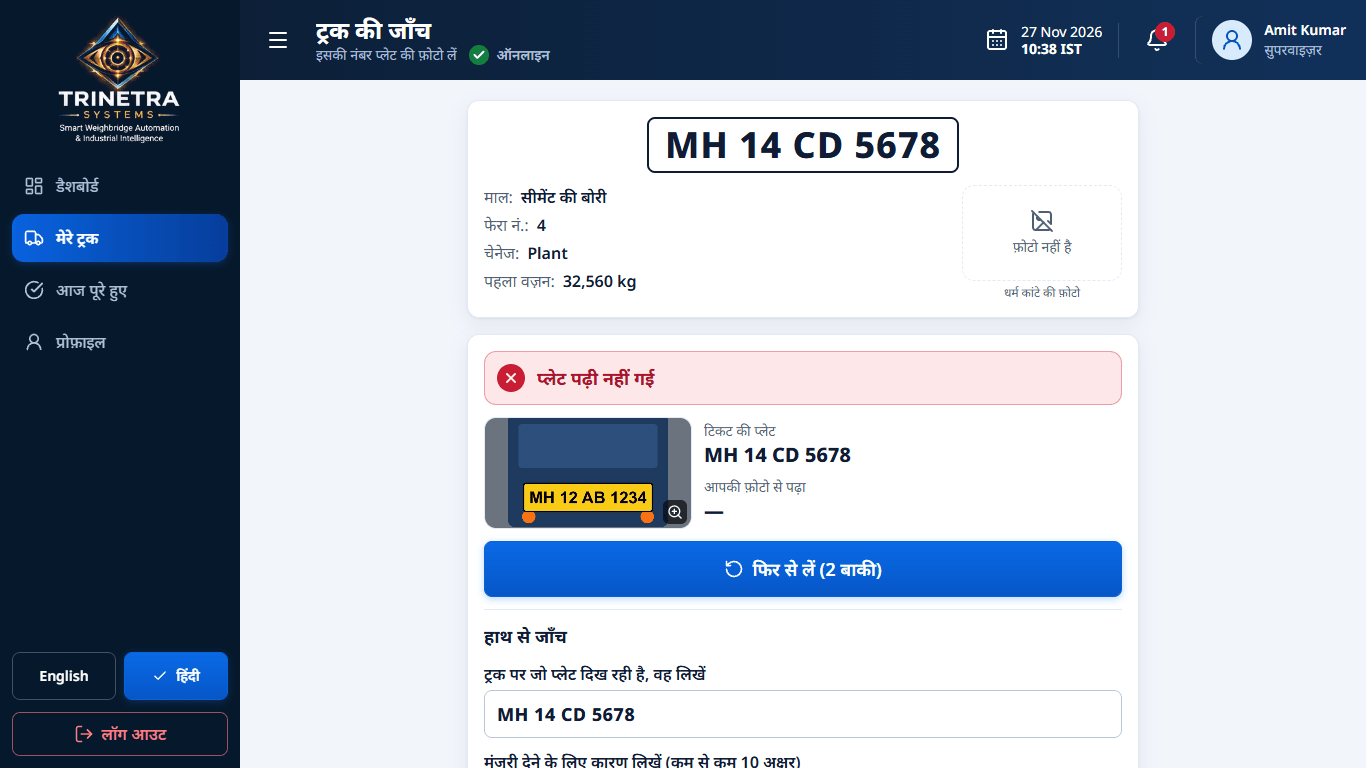 TRINETRA
SYSTEMS
Smart Weighbridge Automation
& Industrial Intelligence
डैशबोर्ड
मेरे ट्रक
आज पूरे हुए
प्रोफ़ाइल
English
हिंदी
लॉग आउट
ट्रक की जाँच
इसकी नंबर प्लेट की फ़ोटो लें
ऑनलाइन
27 Nov 2026
10:38 IST
1
Amit Kumar
सुपरवाइज़र
MH 14 CD 5678
माल: सीमेंट की बोरी
फेरा नं.: 4
चेनेज: Plant
पहला वज़न: 32,560 kg
फ़ोटो नहीं है
धर्म कांटे की फ़ोटो
प्लेट पढ़ी नहीं गई
MH 12 AB 1234
टिकट की प्लेट
MH 14 CD 5678
आपकी फ़ोटो से पढ़ा
—
फिर से लें (2 बाकी)
हाथ से जाँच
ट्रक पर जो प्लेट दिख रही है, वह लिखें
MH 14 CD 5678
मंज़ूरी देने के लिए कारण लिखें (कम से कम 10 अक्षर)